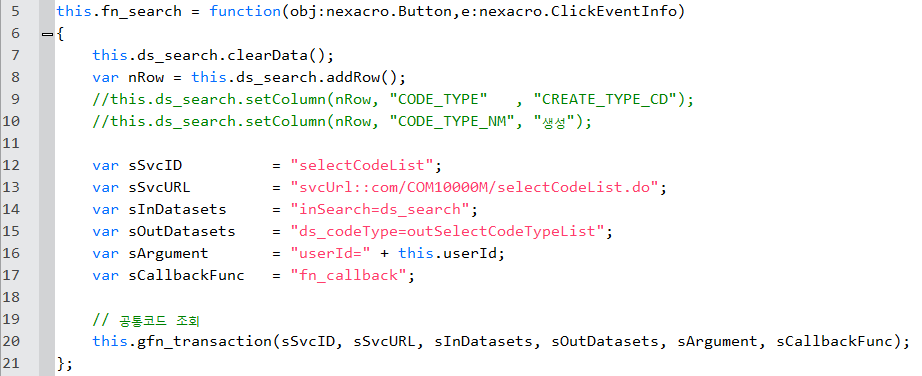 5 this.fn_search = function(obj:nexacro.Button,e:nexacro.ClickEventInfo)
6 {
7     this.ds_search.clearData();
8     var nRow = this.ds_search.addRow();
9     //this.ds_search.setColumn(nRow, "CODE_TYPE"   , "CREATE_TYPE_CD");
10     //this.ds_search.setColumn(nRow, "CODE_TYPE_NM", "생성");
11
12     var sSvcID          = "selectCodeList";
13     var sSvcURL         = "svcUrl::com/COM10000M/selectCodeList.do";
14     var sInDatasets     = "inSearch=ds_search";
15     var sOutDatasets    = "ds_codeType=outSelectCodeTypeList";
16     var sArgument       = "userId=" + this.userId;
17     var sCallbackFunc   = "fn_callback";
18
19     // 공통코드 조회
20     this.gfn_transaction(sSvcID, sSvcURL, sInDatasets, sOutDatasets, sArgument, sCallbackFunc);
21 };